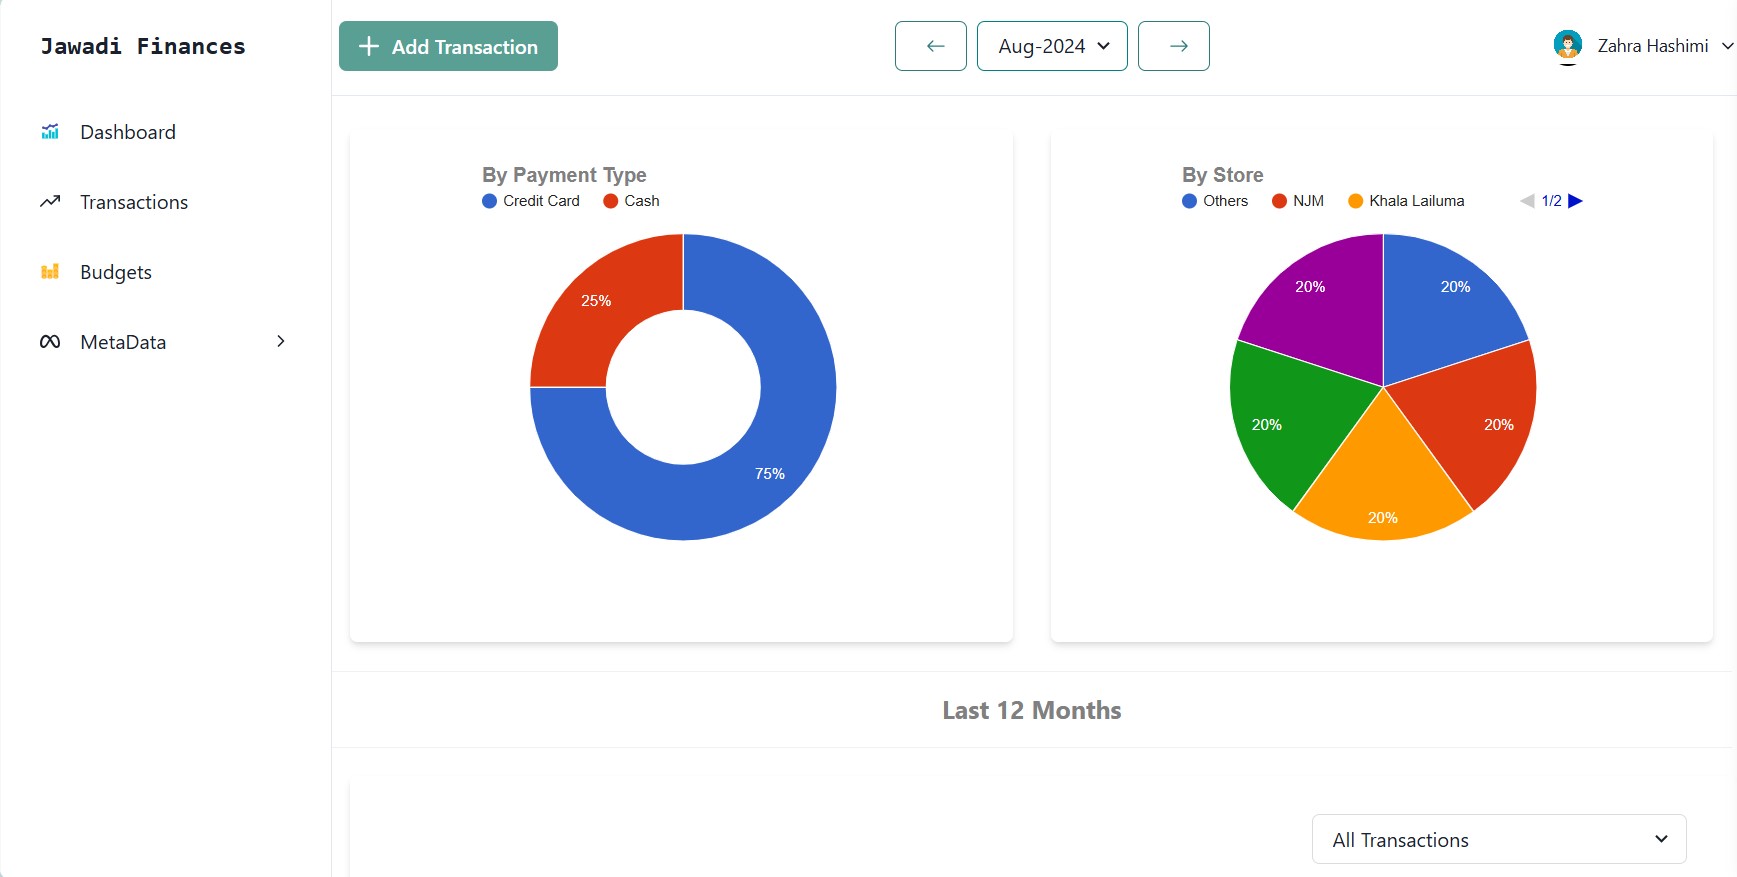 Jawadi Finances
Dashboard
Transactions
Budgets
MetaData
Add Transaction
Aug-2024
Zahra Hashimi
By Payment Type
Credit Card Cash
25%
75%
By Store
Others NJM Khala Lailuma 1/2
20% 20%
20% 20%
20%
Last 12 Months
All Transactions